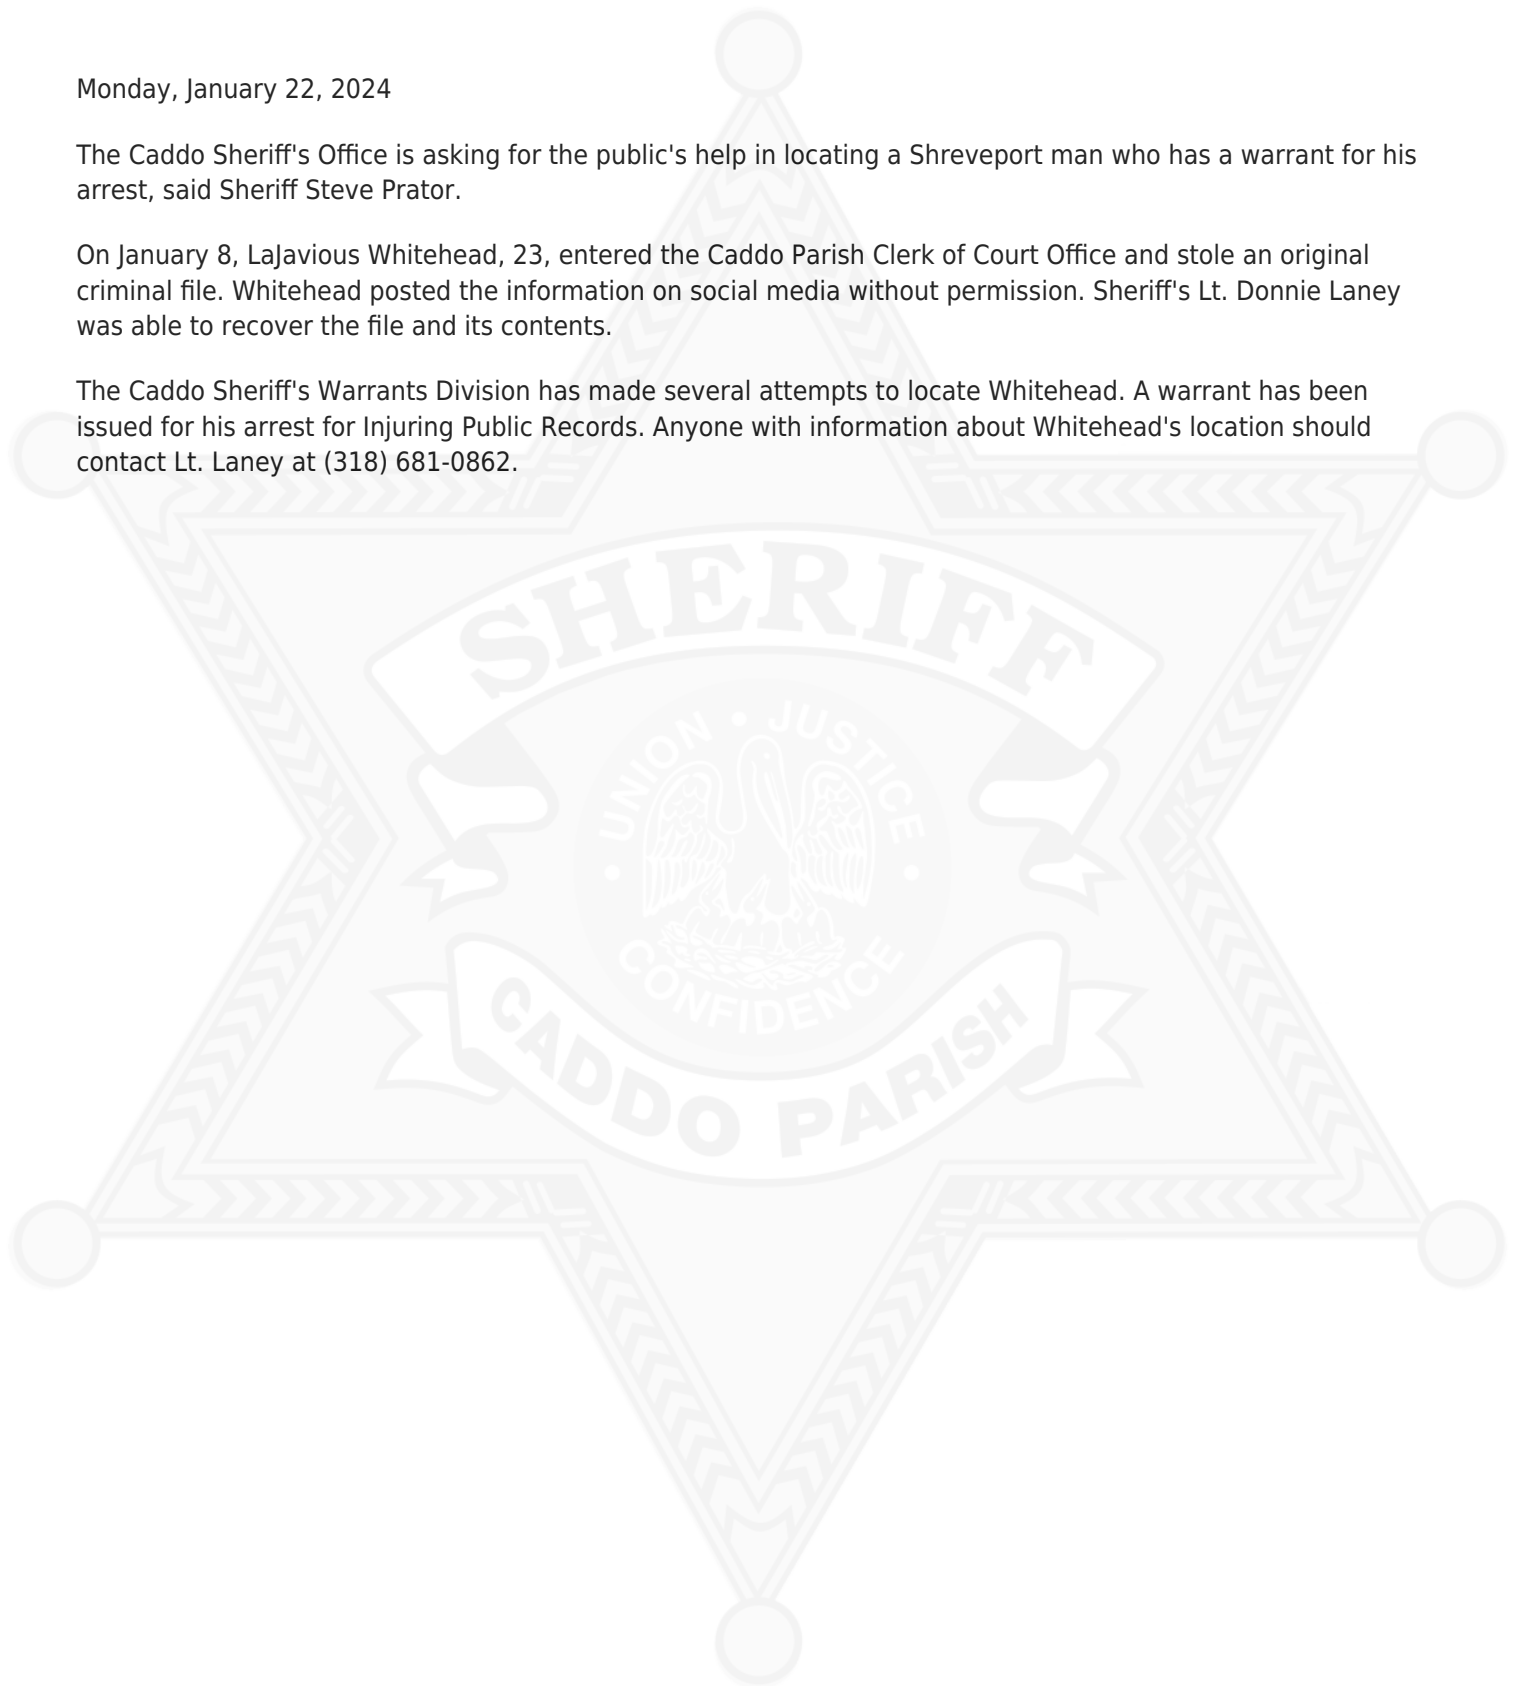 Monday, January 22, 2024
The Caddo Sheriff's Office is asking for the public's help in locating a Shreveport man who has a warrant for his
arrest, said Sheriff Steve Prator.
On January 8, LaJavious Whitehead, 23, entered the Caddo Parish Clerk of Court Office and stole an original
criminal file. Whitehead posted the information on social media without permission. Sheriff's Lt. Donnie Laney
was able to recover the file and its contents.
The Caddo Sheriff's Warrants Division has made several attempts to locate Whitehead. A warrant has been
issued for his arrest for Injuring Public Records. Anyone with information about Whitehead's location should
contact Lt. Laney at (318) 681-0862.
SHERIFF
UNION • JUSTICE
• CONFIDENCE •
CADDO PARISH